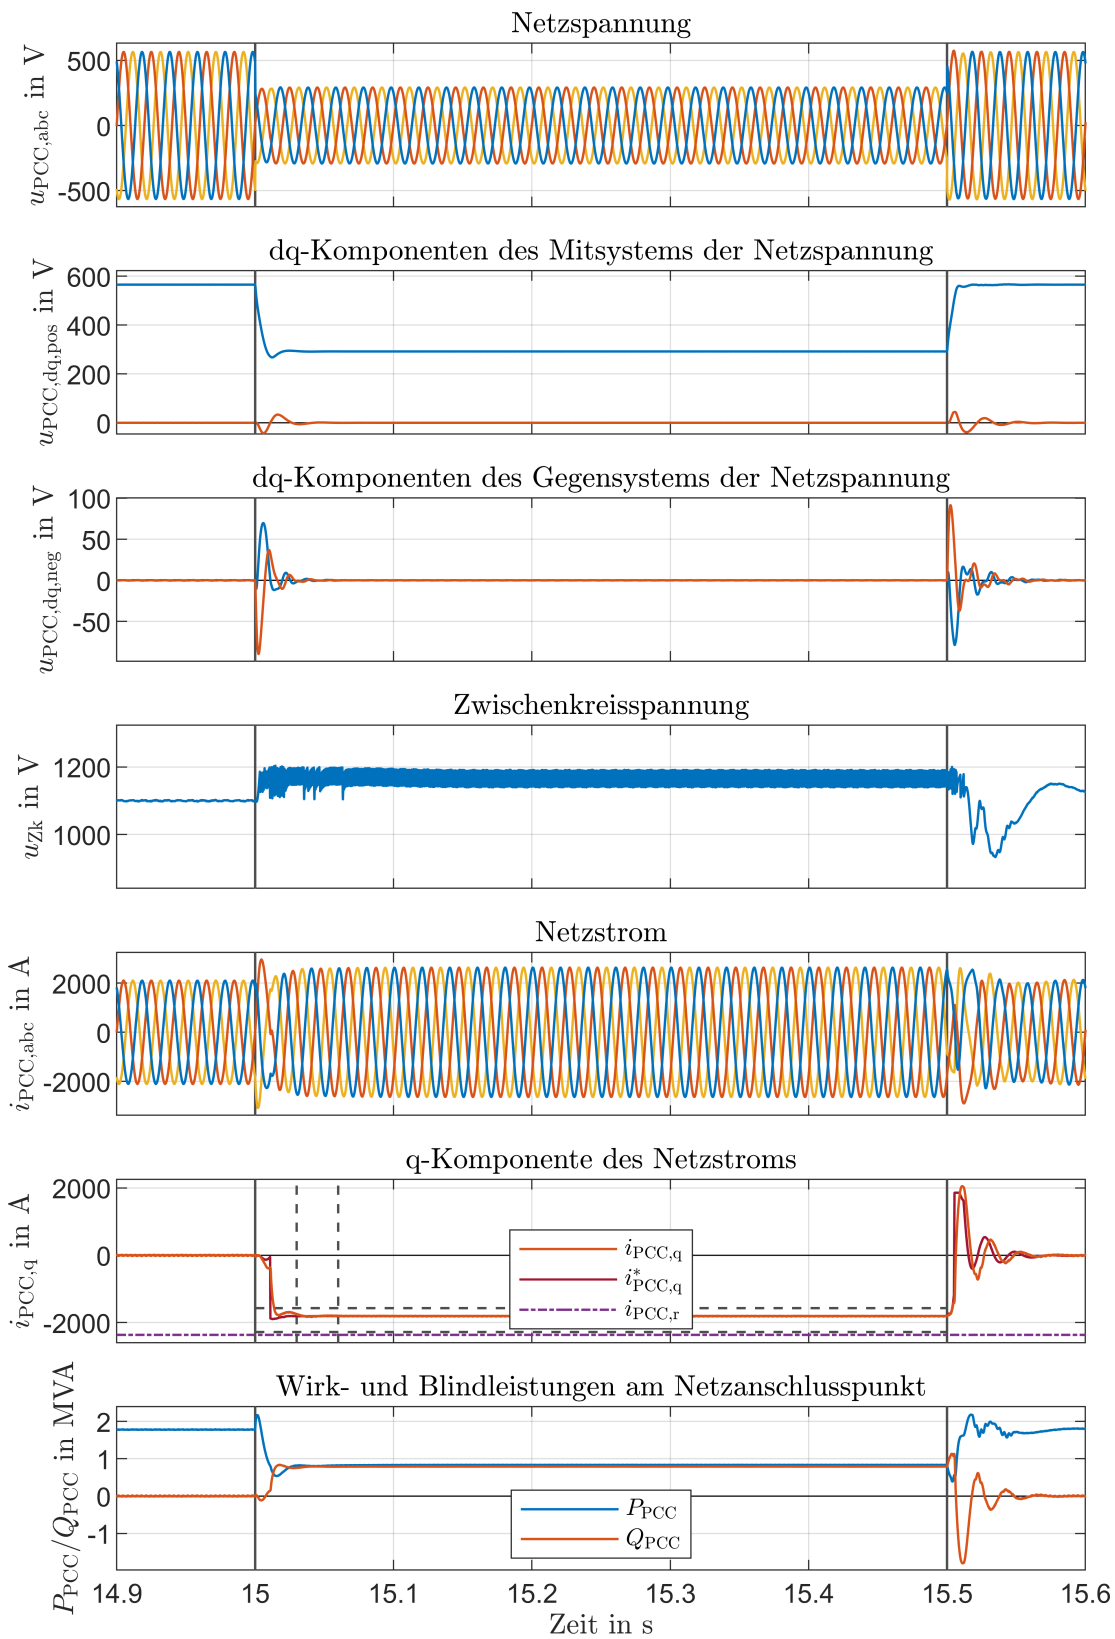 Netzspannung
u_PCC,abc in V
500
0
-500
dq-Komponenten des Mitsystems der Netzspannung
u_PCC,dq,pos in V
600
400
200
0
dq-Komponenten des Gegensystems der Netzspannung
u_PCC,dq,neg in V
100
50
0
-50
Zwischenkreisspannung
u_Zk in V
1200
1000
Netzstrom
i_PCC,abc in A
2000
0
-2000
q-Komponente des Netzstroms
i_PCC,q in A
2000
0
-2000
i_PCC,q
i*_PCC,q
i_PCC,r
Wirk- und Blindleistungen am Netzanschlusspunkt
P_PCC/Q_PCC in MVA
2
1
0
-1
P_PCC
Q_PCC
14.9 15 15.1 15.2 15.3 15.4 15.5 15.6
Zeit in s